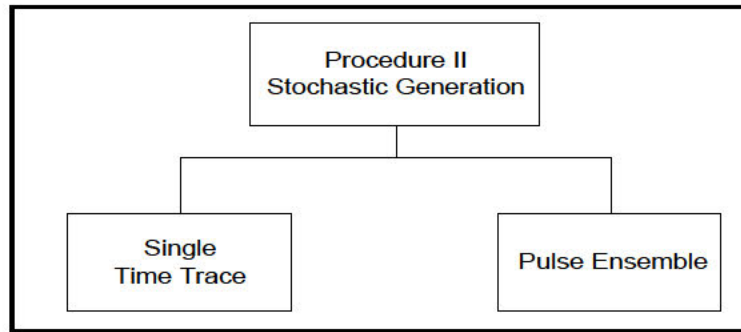 Procedure II
Stochastic Generation
Single
Time Trace
Pulse Ensemble